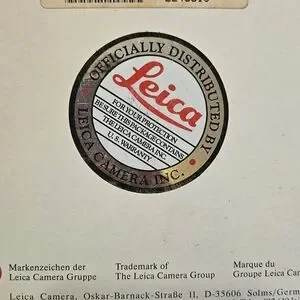 OFFICIALLY DISTRIBUTED BY
Leica
FOR YOUR PROTECTION
BE SURE THIS PACKAGE CONTAINS
THE LEICA CAMERA INC.
U.S. WARRANTY
LEICA CAMERA INC.
Markenzeichen der
Leica Camera Gruppe
Trademark of
The Leica Camera Group
Marque du
Groupe Leica
Leica Camera, Oskar-Barnack-Straße 11, D-35606 Solms/